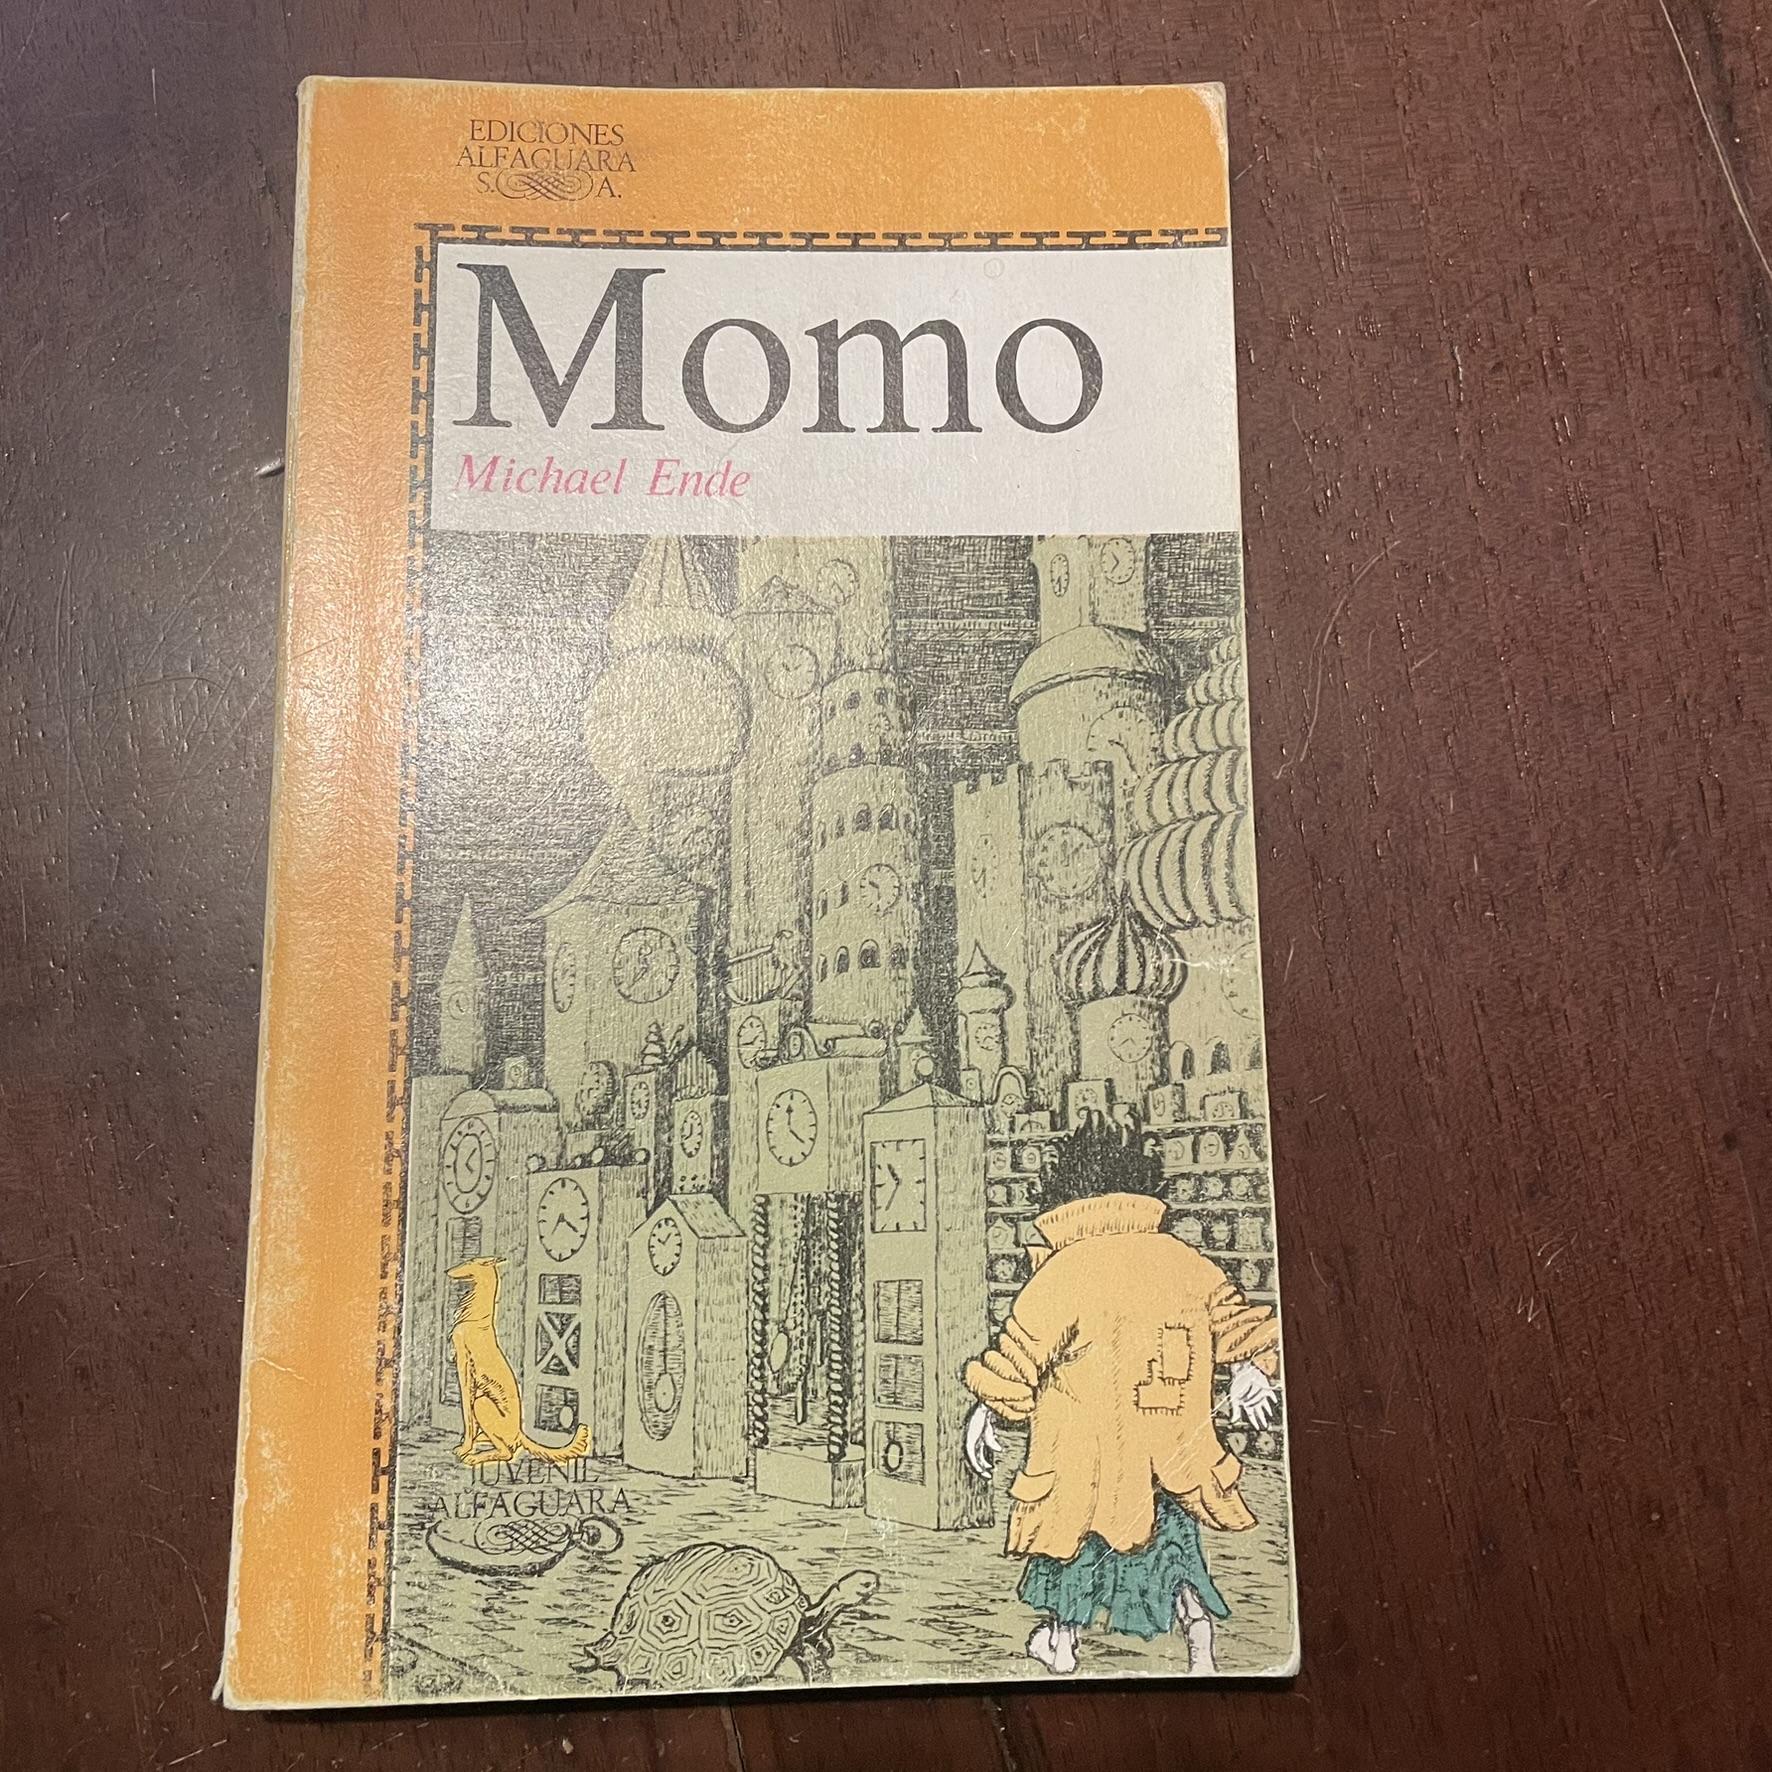 EDICIONES
ALFAGUARA
S. A.
Momo
Michael Ende
JUVENIL
ALFAGUARA